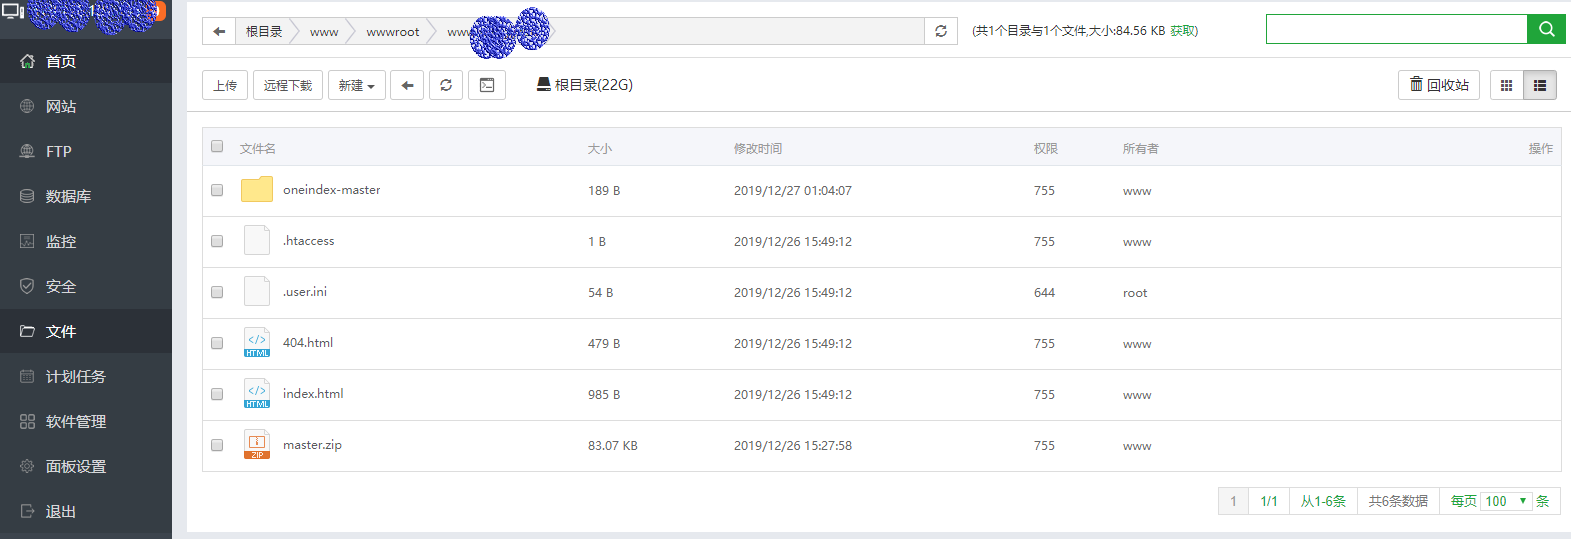 首页
网站
FTP
数据库
监控
安全
文件
计划任务
软件管理
面板设置
退出
根目录 www wwwroot (共1个目录与1个文件,大小:84.56 KB 获取)
上传 远程下载 新建 根目录(22G) 回收站
文件名 大小 修改时间 权限 所有者 操作
oneindex-master 189 B 2019/12/27 01:04:07 755 www
.htaccess 1 B 2019/12/26 15:49:12 755 www
.user.ini 54 B 2019/12/26 15:49:12 644 root
404.html 479 B 2019/12/26 15:49:12 755 www
index.html 985 B 2019/12/26 15:49:12 755 www
master.zip 83.07 KB 2019/12/26 15:27:58 755 www
1 1/1 从1-6条 共6条数据 每页 100 条